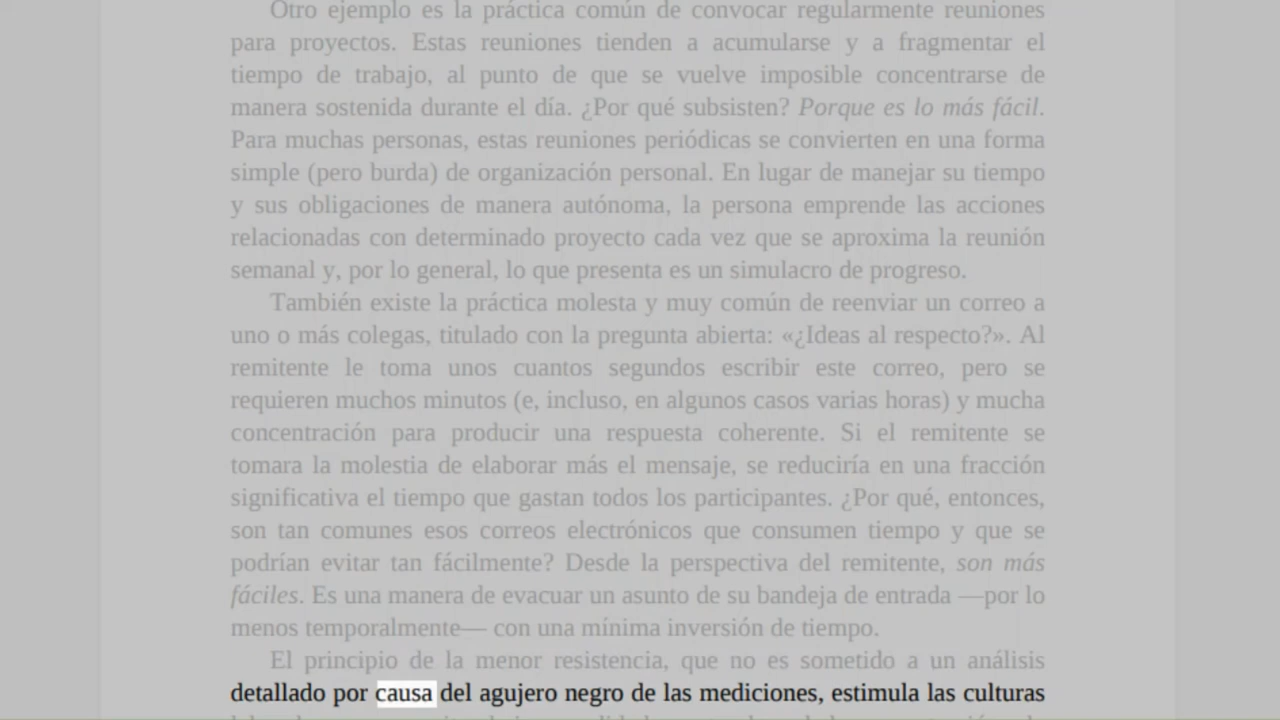 Otro ejemplo es la práctica común de convocar regularmente reuniones
para proyectos. Estas reuniones tienden a acumularse y a fragmentar el
tiempo de trabajo, al punto de que se vuelve imposible concentrarse de
manera sostenida durante el día. ¿Por qué subsisten? Porque es lo más fácil.
Para muchas personas, estas reuniones periódicas se convierten en una forma
simple (pero burda) de organización personal. En lugar de manejar su tiempo
y sus obligaciones de manera autónoma, la persona emprende las acciones
relacionadas con determinado proyecto cada vez que se aproxima la reunión
semanal y, por lo general, lo que presenta es un simulacro de progreso.
También existe la práctica molesta y muy común de reenviar un correo a
uno o más colegas, titulado con la pregunta abierta: «¿Ideas al respecto?». Al
remitente le toma unos cuantos segundos escribir este correo, pero se
requieren muchos minutos (e, incluso, en algunos casos varias horas) y mucha
concentración para producir una respuesta coherente. Si el remitente se
tomara la molestia de elaborar más el mensaje, se reduciría en una fracción
significativa el tiempo que gastan todos los participantes. ¿Por qué, entonces,
son tan comunes esos correos electrónicos que consumen tiempo y que se
podrían evitar tan fácilmente? Desde la perspectiva del remitente, son más
fáciles. Es una manera de evacuar un asunto de su bandeja de entrada —por lo
menos temporalmente— con una mínima inversión de tiempo.
El principio de la menor resistencia, que no es sometido a un análisis
detallado por causa del agujero negro de las mediciones, estimula las culturas